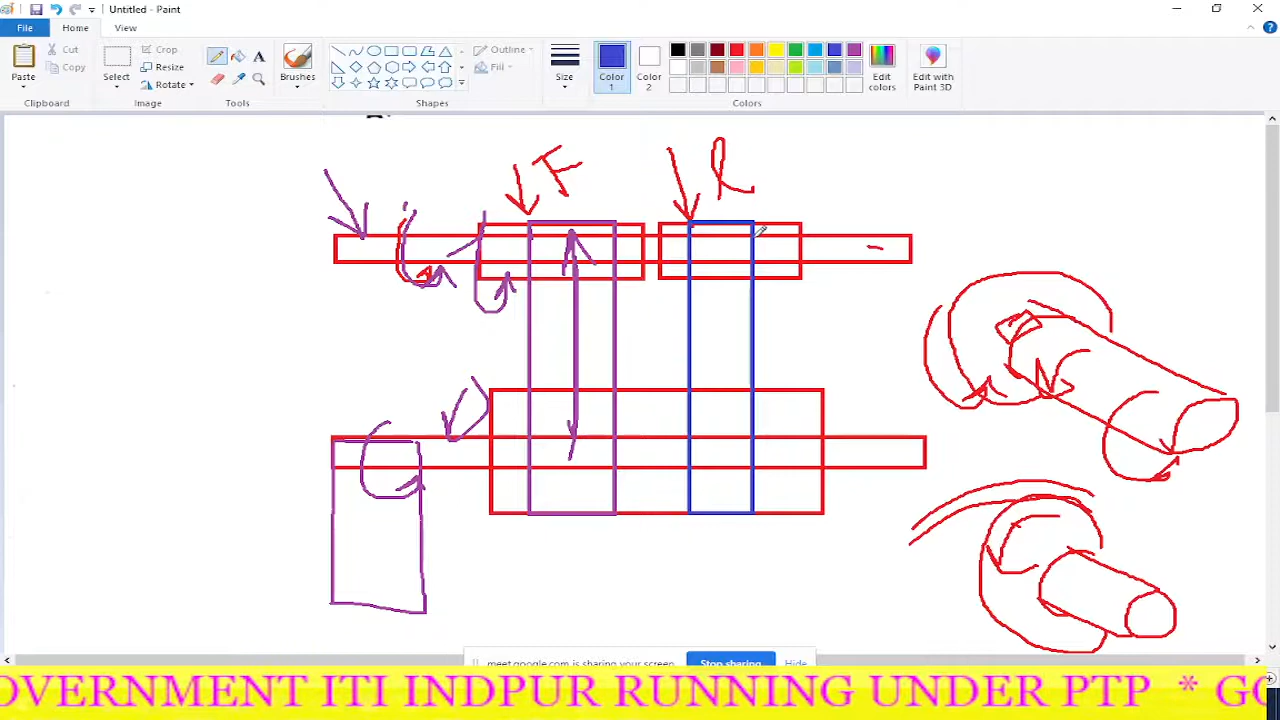 Untitled - Paint
File Home View
Paste
Cut
Copy
Clipboard
Select
Crop
Resize
Rotate
Image
Tools
Brushes
Shapes
Outline
Fill
Size
Color 1
Color 2
Edit colors
Edit with Paint 3D
Colors
F
R
meet.google.com is sharing your screen. Stop sharing Hide
OVERNMENT ITI INDPUR RUNNING UNDER PTP * GO